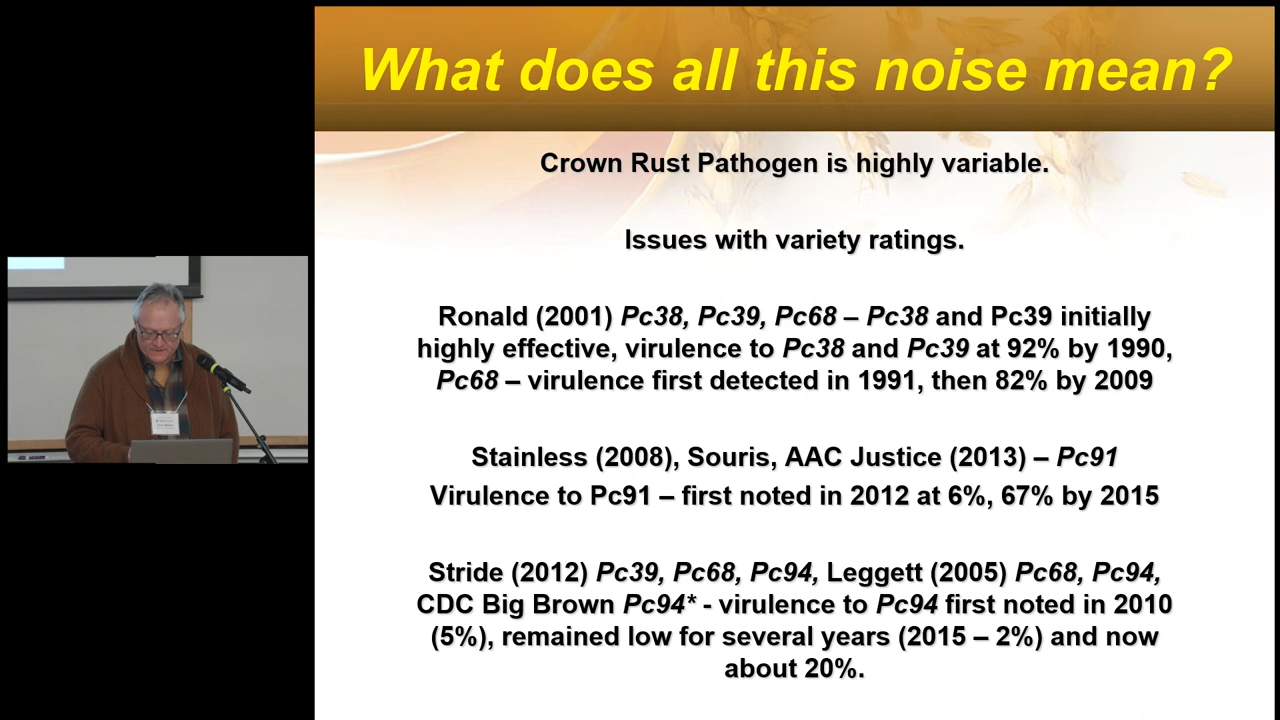 What does all this noise mean?
Crown Rust Pathogen is highly variable.
Issues with variety ratings.
Ronald (2001) Pc38, Pc39, Pc68 – Pc38 and Pc39 initially
highly effective, virulence to Pc38 and Pc39 at 92% by 1990,
Pc68 – virulence first detected in 1991, then 82% by 2009
Stainless (2008), Souris, AAC Justice (2013) – Pc91
Virulence to Pc91 – first noted in 2012 at 6%, 67% by 2015
Stride (2012) Pc39, Pc68, Pc94, Leggett (2005) Pc68, Pc94,
CDC Big Brown Pc94* - virulence to Pc94 first noted in 2010
(5%), remained low for several years (2015 – 2%) and now
about 20%.